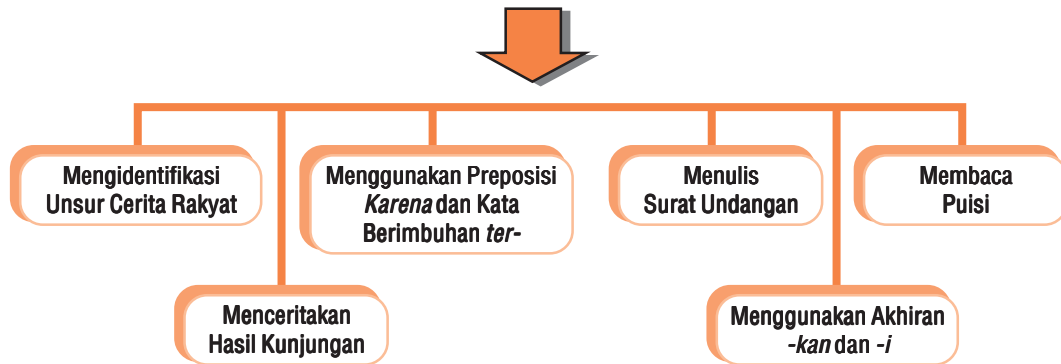 Mengidentifikasi
Unsur Cerita Rakyat
Menggunakan Preposisi
Karena dan Kata
Berimbuhan ter-
Menulis
Surat Undangan
Membaca
Puisi
Menceritakan
Hasil Kunjungan
Menggunakan Akhiran
-kan dan -i